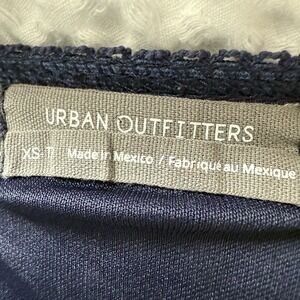 URBAN OUTFITTERS
XS-T Made in Mexico / Fabriqué au Mexique